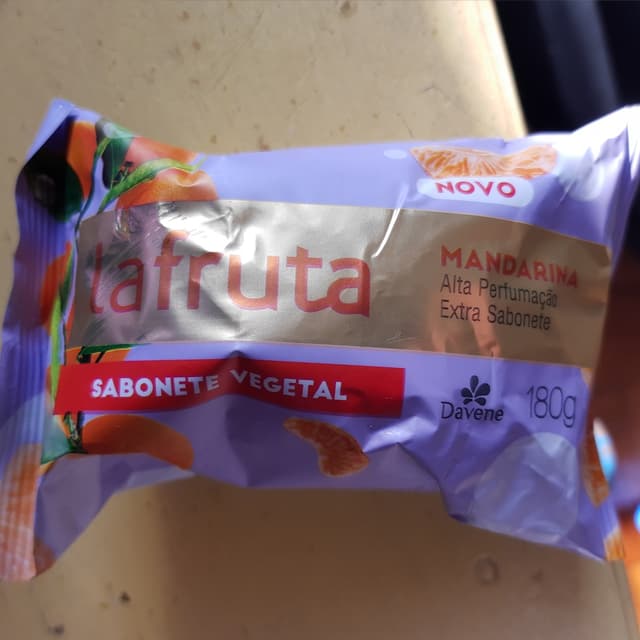 NOVO
lafruta
MANDARINA
Alta Perfumação
Extra Sabonete
SABONETE VEGETAL
Davene
180g